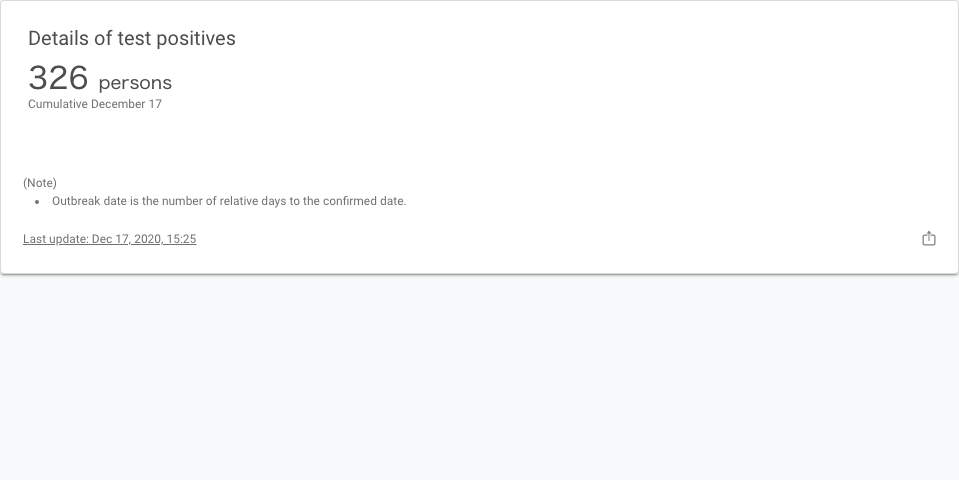 Details of test positives
326 persons
Cumulative December 17
(Note)
• Outbreak date is the number of relative days to the confirmed date.
Last update: Dec 17, 2020, 15:25